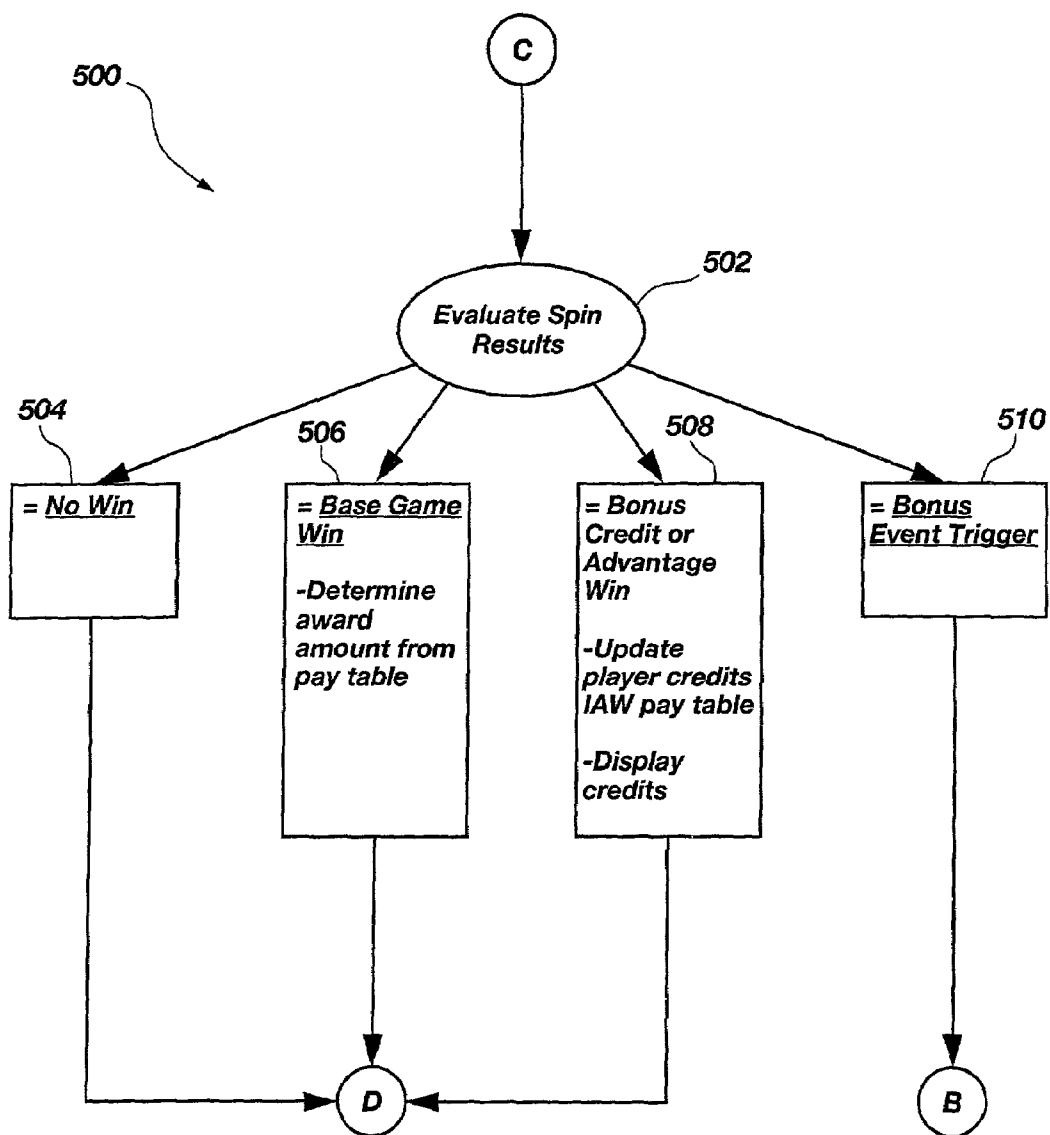 C
500
502
Evaluate Spin
Results
504
= No Win
506
= Base Game
Win
-Determine
award
amount from
pay table
508
= Bonus
Credit or
Advantage
Win
-Update
player credits
IAW pay table
-Display
credits
510
= Bonus
Event Trigger
D
B